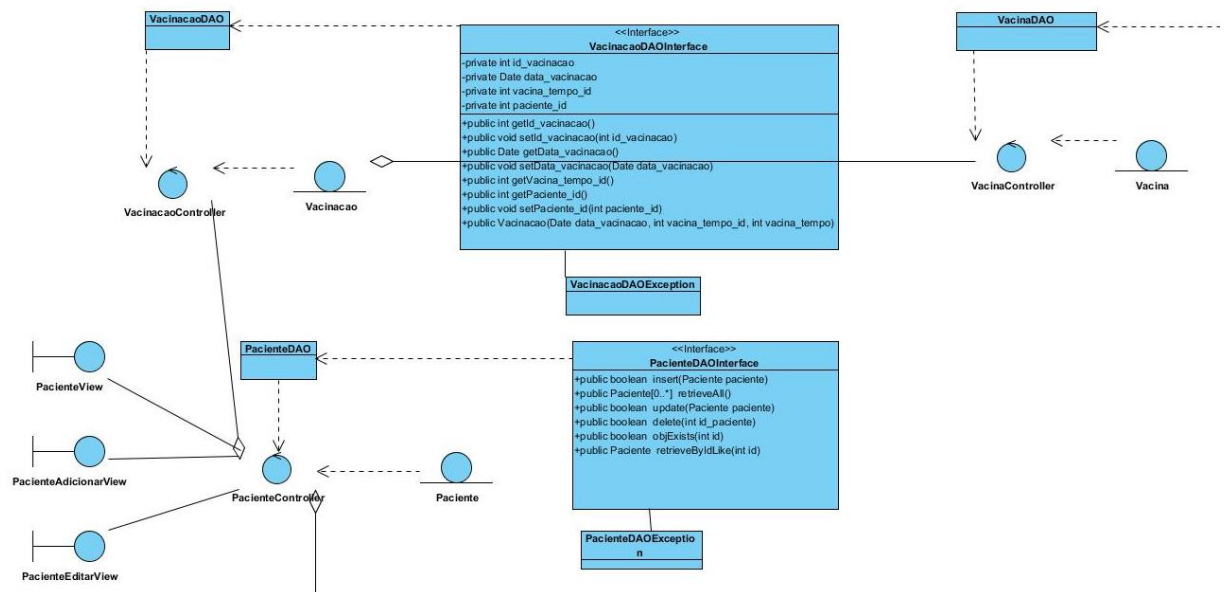 VacinacaoDAO
<<Interface>>
VacinacaoDAOInterface
-private int id_vacinacao
-private Date data_vacinacao
-private int vacina_tempo_id
-private int paciente_id
+public int getId_vacinacao()
+public void setId_vacinacao(int id_vacinacao)
+public Date getData_vacinacao()
+public void setData_vacinacao(Date data_vacinacao)
+public int getVacina_tempo_id()
+public int getPaciente_id()
+public void setPaciente_id(int paciente_id)
+public Vacinacao(Date data_vacinacao, int vacina_tempo_id, int vacina_tempo)
VacinaDAO
VacinacaoController
Vacinacao
VacinaController
Vacina
VacinacaoDAOException
PacienteView
PacienteAdicionarView
PacienteEditarView
PacienteDAO
PacienteController
Paciente
<<Interface>>
PacienteDAOInterface
+public boolean insert(Paciente paciente)
+public Paciente[0..*] retrieveAll()
+public boolean update(Paciente paciente)
+public boolean delete(int id_paciente)
+public boolean objExists(int id)
+public Paciente retrieveByIdLike(int id)
PacienteDAOExceptio
n